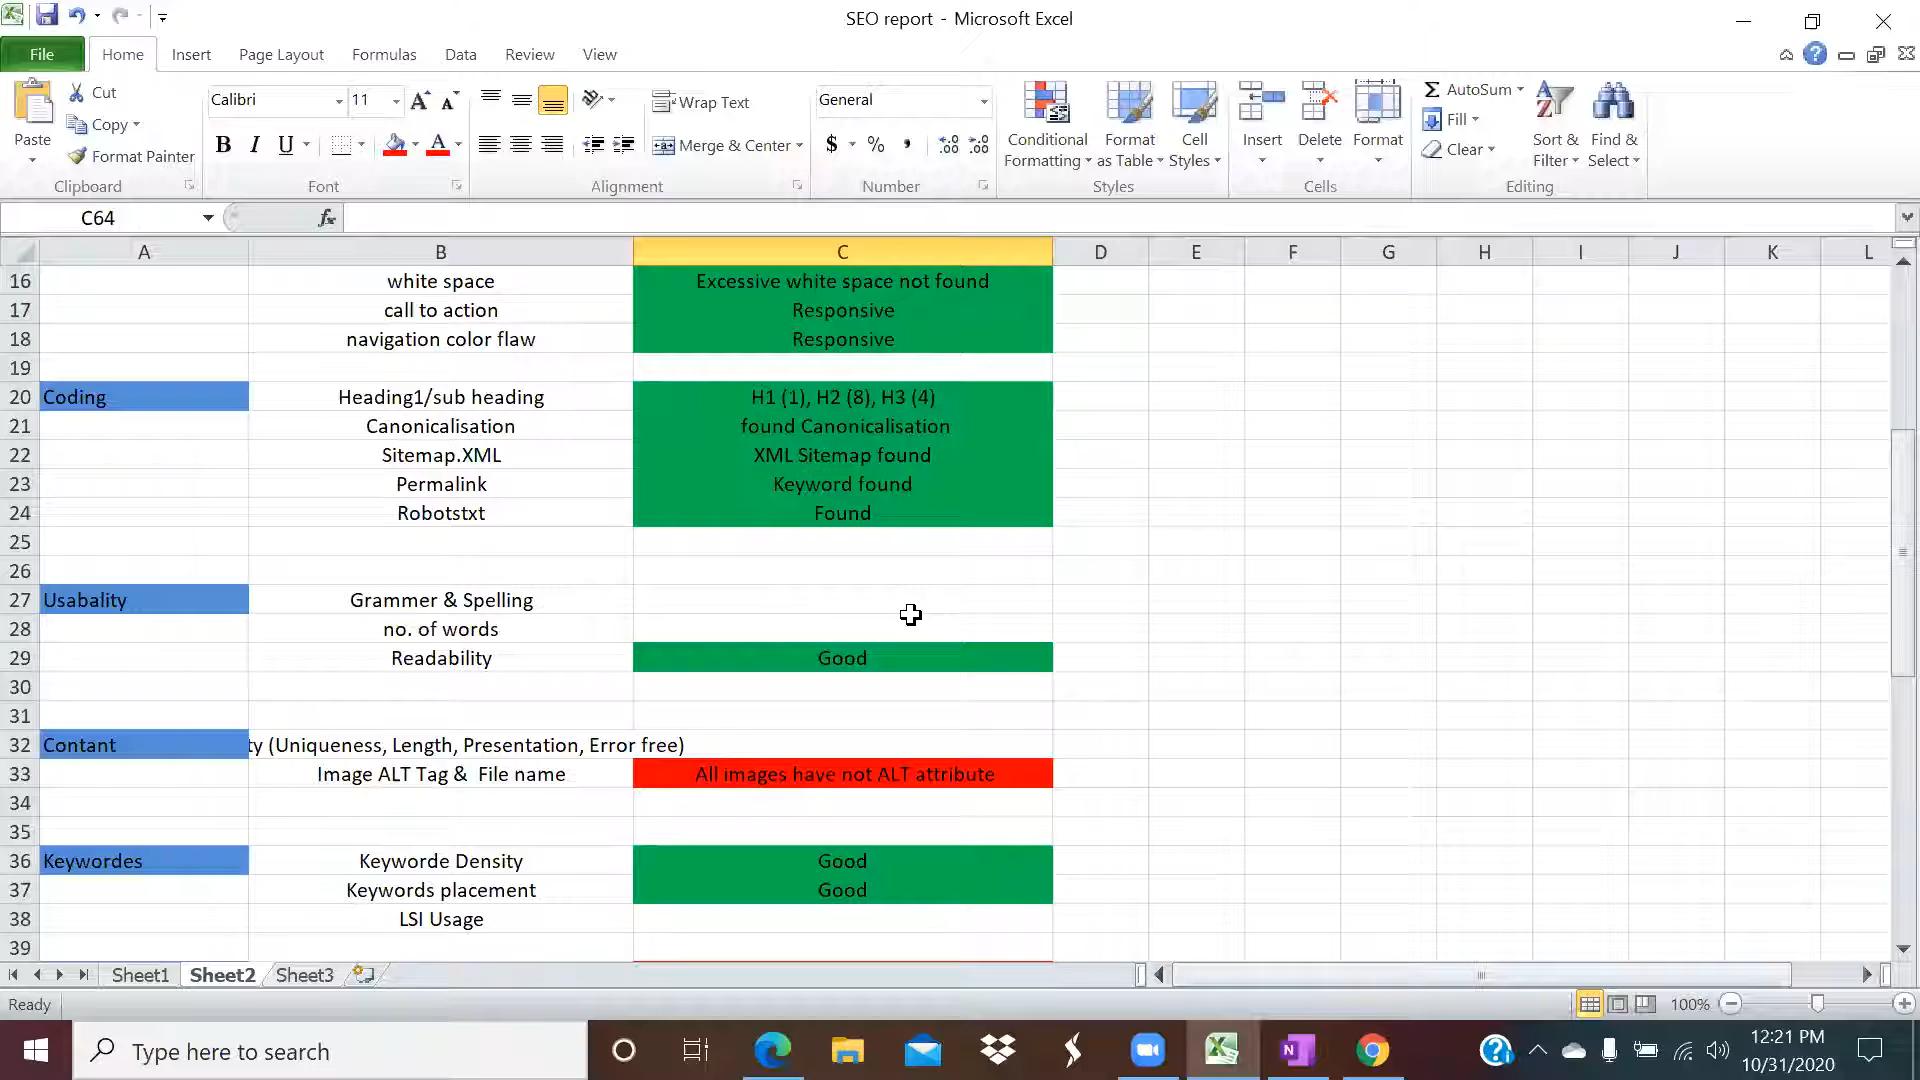 SEO report - Microsoft Excel
File Home Insert Page Layout Formulas Data Review View
Paste
Cut
Copy
Format Painter
Clipboard
Calibri 11
B I U
Font
Wrap Text
Merge & Center
Alignment
General
$ % ,
Number
Conditional Formatting
Format as Table
Cell Styles
Styles
Insert
Delete
Format
Cells
Σ AutoSum
Fill
Clear
Sort & Filter
Find & Select
Editing
C64 fx
A B C D E F G H I J K L
16 white space Excessive white space not found
17 call to action Responsive
18 navigation color flaw Responsive
19
20 Coding Heading1/sub heading H1 (1), H2 (8), H3 (4)
21 Canonicalisation found Canonicalisation
22 Sitemap.XML XML Sitemap found
23 Permalink Keyword found
24 Robotstxt Found
25
26
27 Usabality Grammer & Spelling
28 no. of words
29 Readability Good
30
31
32 Contant ty (Uniqueness, Length, Presentation, Error free)
33 Image ALT Tag & File name All images have not ALT attribute
34
35
36 Keywordes Keyworde Density Good
37 Keywords placement Good
38 LSI Usage
39
Sheet1 Sheet2 Sheet3
Ready 100%
Type here to search
12:21 PM
10/31/2020